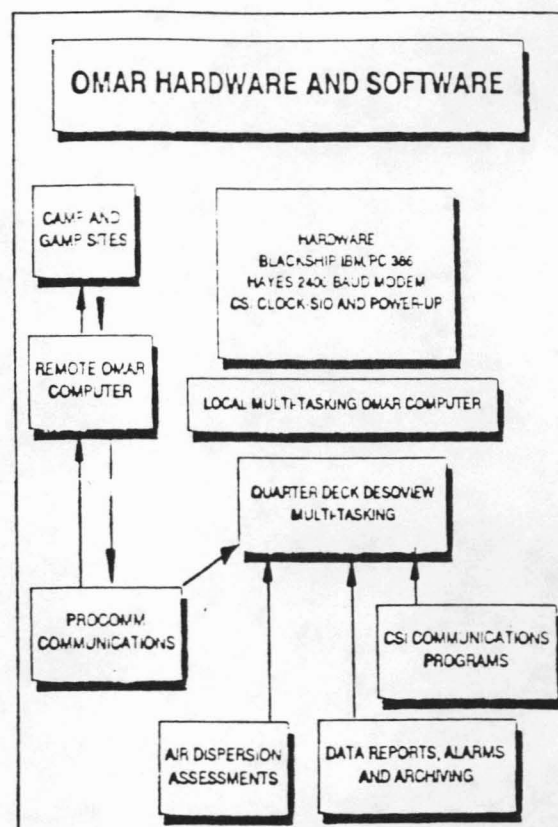 OMAR HARDWARE AND SOFTWARE
CAMP AND
GAMP SITES
HARDWARE
BLACKSHIP IBM/PC 386
HAYES 2400 BAUD MODEM
CSI CLOCK-SIO AND POWER-UP
REMOTE OMAR
COMPUTER
LOCAL MULTI-TASKING OMAR COMPUTER
QUARTER DECK DESQVIEW
MULTI-TASKING
PROCOMM
COMMUNICATIONS
CSI COMMUNICATIONS
PROGRAMS
AIR DISPERSION
ASSESSMENTS
DATA REPORTS, ALARMS
AND ARCHIVING